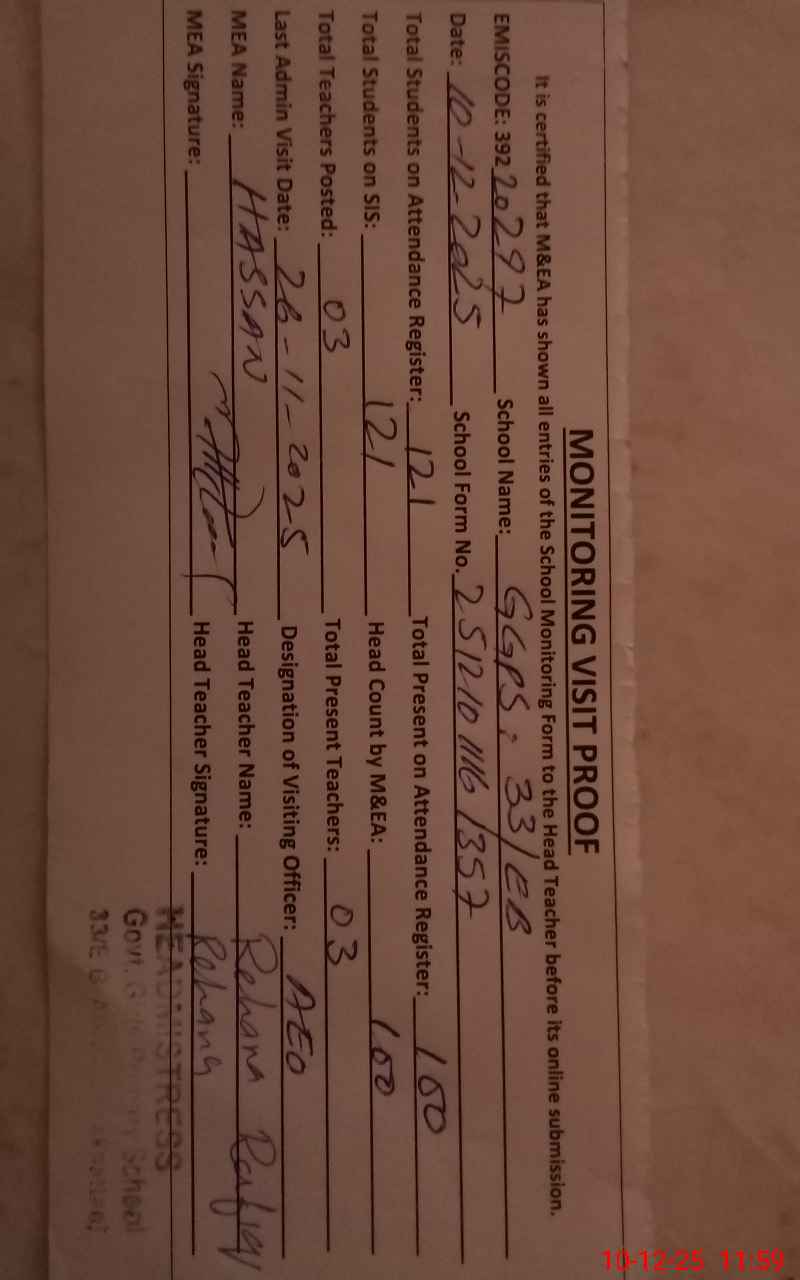 MONITORING VISIT PROOF
It is certified that M&EA has shown all entries of the School Monitoring Form to the Head Teacher before its online submission.
EMISCODE: 392 20297 School Name: GGPS, 33/EB
Date: 10-12-2025 School Form No. 2512101116 1357
Total Students on Attendance Register: 121 Total Present on Attendance Register: 100
Total Students on SIS: 121 Head Count by M&EA: 100
Total Teachers Posted: 03 Total Present Teachers: 03
Last Admin Visit Date: 26-11-2025 Designation of Visiting Officer: AEO
MEA Name: HASSAN Head Teacher Name: Rehana
MEA Signature: Head Teacher Signature: Rehana
HEADMISTRESS
Govt. School
33/E.B
10-12-25 11:59